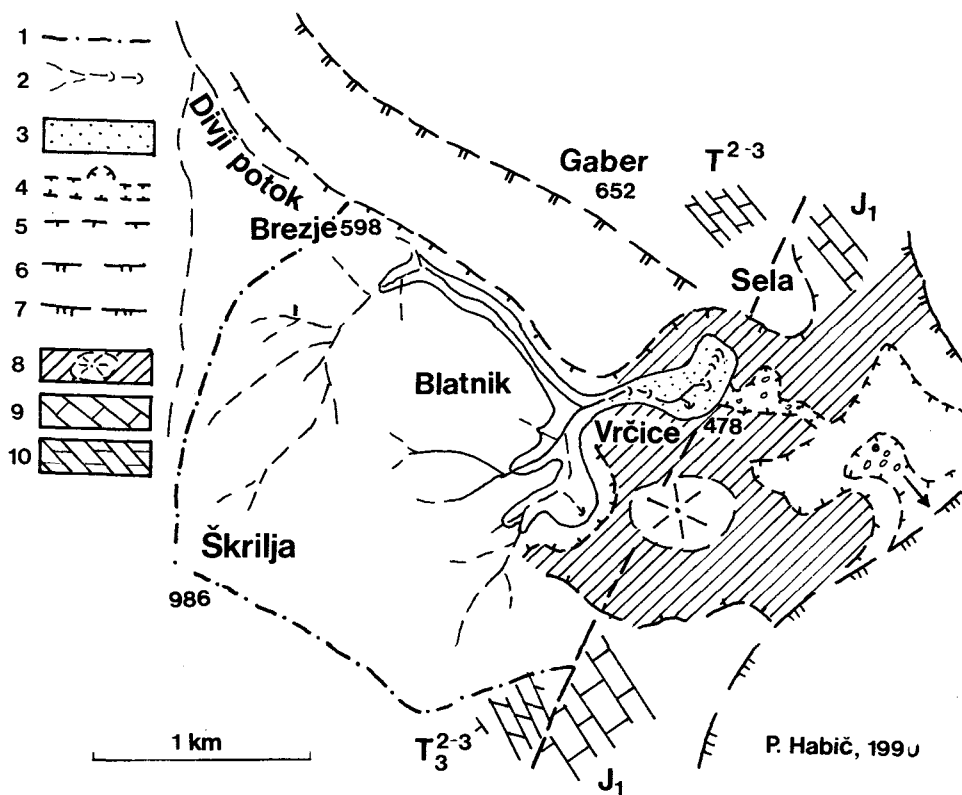 1
2
3
4
5
6
7
8
9
10
Divji potok
Gaber
652
T²⁻³
J₁
Brezje 598
Sela
Blatnik
Vrčice 478
Škrilja
986
1 km
T₃²⁻³
J₁
P. Habič, 1990